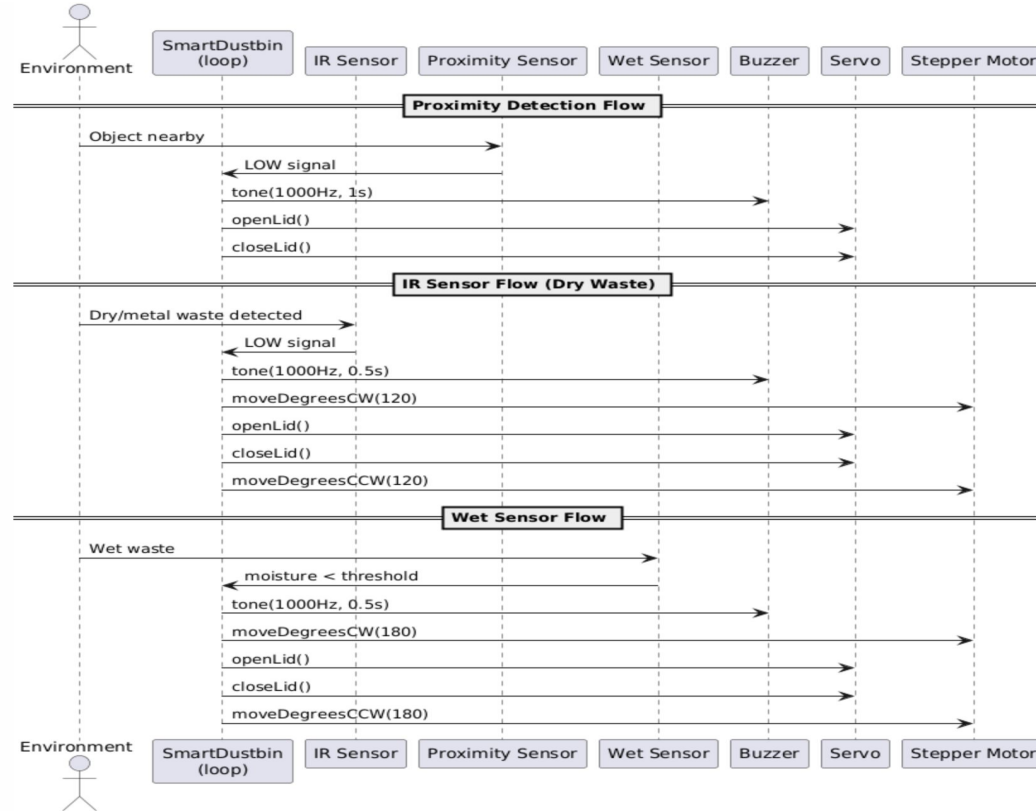 Environment
SmartDustbin
(loop)
IR Sensor
Proximity Sensor
Wet Sensor
Buzzer
Servo
Stepper Motor
Proximity Detection Flow
Object nearby
LOW signal
tone(1000Hz, 1s)
openLid()
closeLid()
IR Sensor Flow (Dry Waste)
Dry/metal waste detected
LOW signal
tone(1000Hz, 0.5s)
moveDegreesCW(120)
openLid()
closeLid()
moveDegreesCCW(120)
Wet Sensor Flow
Wet waste
moisture < threshold
tone(1000Hz, 0.5s)
moveDegreesCW(180)
openLid()
closeLid()
moveDegreesCCW(180)
Environment
SmartDustbin
(loop)
IR Sensor
Proximity Sensor
Wet Sensor
Buzzer
Servo
Stepper Motor